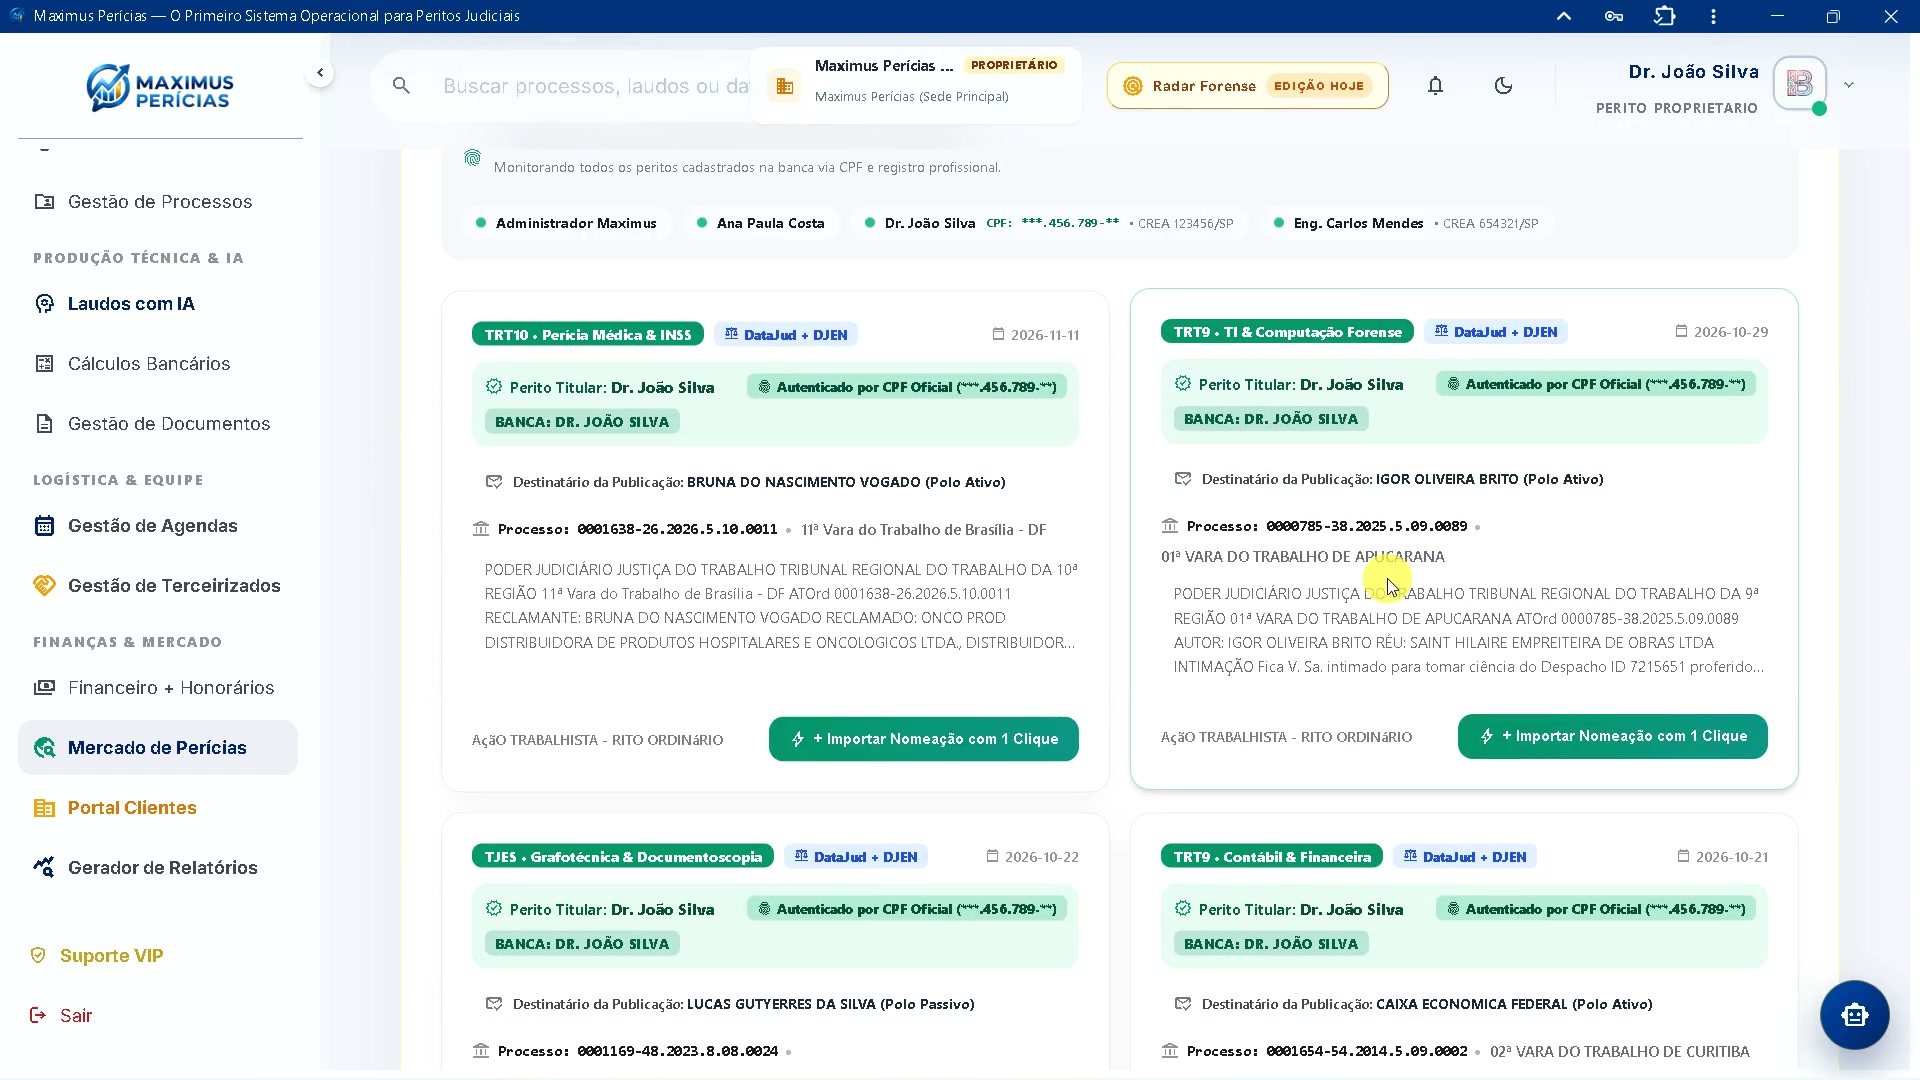 Maximus Perícias — O Primeiro Sistema Operacional para Peritos Judiciais
MAXIMUS
PERÍCIAS
Gestão de Processos
PRODUÇÃO TÉCNICA & IA
Laudos com IA
Cálculos Bancários
Gestão de Documentos
LOGÍSTICA & EQUIPE
Gestão de Agendas
Gestão de Terceirizados
FINANÇAS & MERCADO
Financeiro + Honorários
Mercado de Perícias
Portal Clientes
Gerador de Relatórios
Suporte VIP
Sair
Buscar processos, laudos ou da
Maximus Perícias ... PROPRIETÁRIO
Maximus Perícias (Sede Principal)
Radar Forense EDIÇÃO HOJE
Dr. João Silva
PERITO PROPRIETARIO
Monitorando todos os peritos cadastrados na banca via CPF e registro profissional.
Administrador Maximus
Ana Paula Costa
Dr. João Silva CPF: ***.456.789-** • CREA 123456/SP
Eng. Carlos Mendes • CREA 654321/SP
TRT10 • Perícia Médica & INSS DataJud + DJEN 2026-11-11
Perito Titular: Dr. João Silva Autenticado por CPF Oficial (***.456.789-**)
BANCA: DR. JOÃO SILVA
Destinatário da Publicação: BRUNA DO NASCIMENTO VOGADO (Polo Ativo)
Processo: 0001638-26.2026.5.10.0011 • 11ª Vara do Trabalho de Brasília - DF
PODER JUDICIÁRIO JUSTIÇA DO TRABALHO TRIBUNAL REGIONAL DO TRABALHO DA 10ª
REGIÃO 11ª Vara do Trabalho de Brasília - DF ATOrd 0001638-26.2026.5.10.0011
RECLAMANTE: BRUNA DO NASCIMENTO VOGADO RECLAMADO: ONCO PROD
DISTRIBUIDORA DE PRODUTOS HOSPITALARES E ONCOLOGICOS LTDA., DISTRIBUIDOR...
AçãO TRABALHISTA - RITO ORDINáRIO
+ Importar Nomeação com 1 Clique
TRT9 • TI & Computação Forense DataJud + DJEN 2026-10-29
Perito Titular: Dr. João Silva Autenticado por CPF Oficial (***.456.789-**)
BANCA: DR. JOÃO SILVA
Destinatário da Publicação: IGOR OLIVEIRA BRITO (Polo Ativo)
Processo: 0000785-38.2025.5.09.0089 •
01ª VARA DO TRABALHO DE APUCARANA
PODER JUDICIÁRIO JUSTIÇA DO TRABALHO TRIBUNAL REGIONAL DO TRABALHO DA 9ª
REGIÃO 01ª VARA DO TRABALHO DE APUCARANA ATOrd 0000785-38.2025.5.09.0089
AUTOR: IGOR OLIVEIRA BRITO RÉU: SAINT HILAIRE EMPREITEIRA DE OBRAS LTDA
INTIMAÇÃO Fica V. Sa. intimado para tomar ciência do Despacho ID 7215651 proferido...
AçãO TRABALHISTA - RITO ORDINáRIO
+ Importar Nomeação com 1 Clique
TJES • Grafotécnica & Documentoscopia DataJud + DJEN 2026-10-22
Perito Titular: Dr. João Silva Autenticado por CPF Oficial (***.456.789-**)
BANCA: DR. JOÃO SILVA
Destinatário da Publicação: LUCAS GUTYERRES DA SILVA (Polo Passivo)
Processo: 0001169-48.2023.8.08.0024 •
TRT9 • Contábil & Financeira DataJud + DJEN 2026-10-21
Perito Titular: Dr. João Silva Autenticado por CPF Oficial (***.456.789-**)
BANCA: DR. JOÃO SILVA
Destinatário da Publicação: CAIXA ECONOMICA FEDERAL (Polo Ativo)
Processo: 0001654-54.2014.5.09.0002 • 02ª VARA DO TRABALHO DE CURITIBA